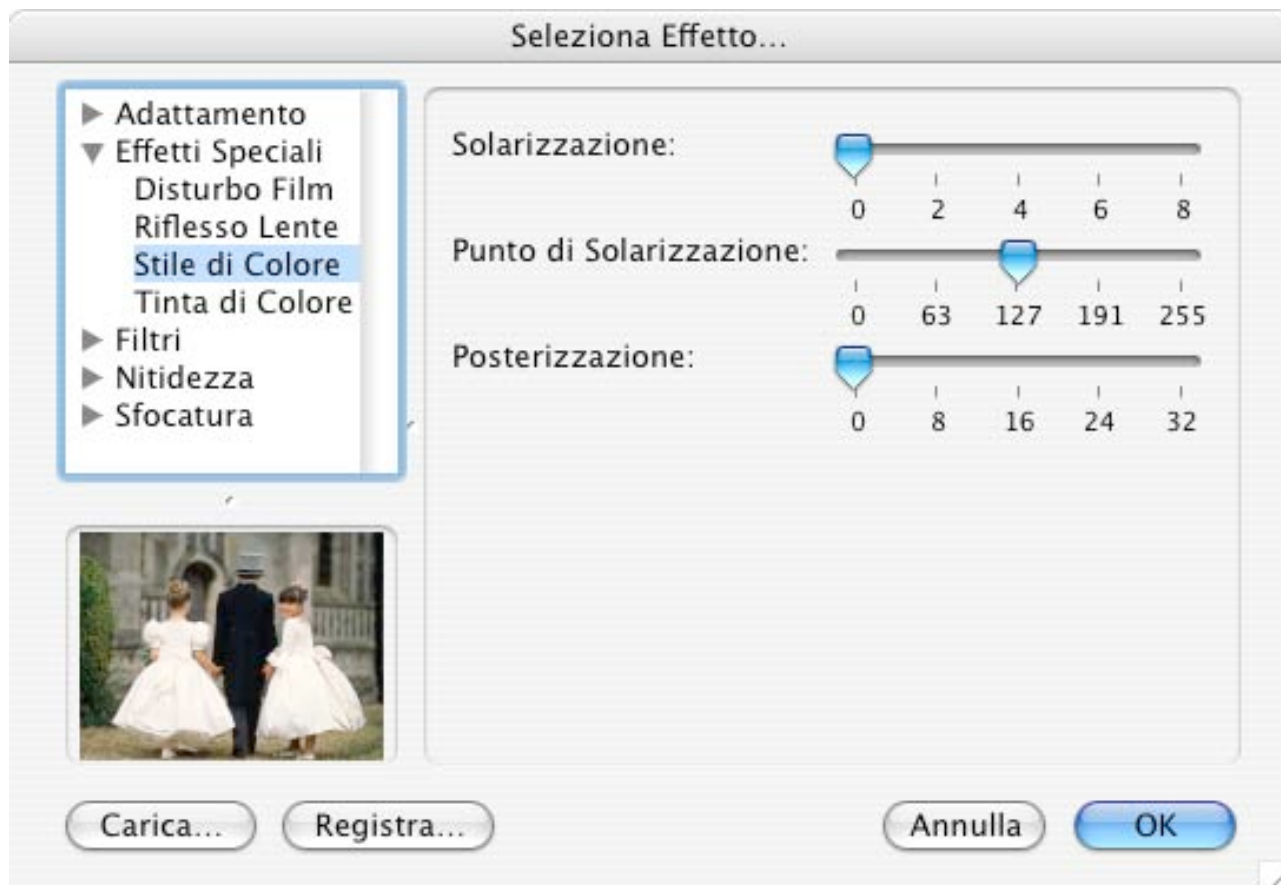 Seleziona Effetto...
Adattamento
Effetti Speciali
Disturbo Film
Riflesso Lente
Stile di Colore
Tinta di Colore
Filtri
Nitidezza
Sfocatura
Solarizzazione:
0 2 4 6 8
Punto di Solarizzazione:
0 63 127 191 255
Posterizzazione:
0 8 16 24 32
Carica... Registra... Annulla OK